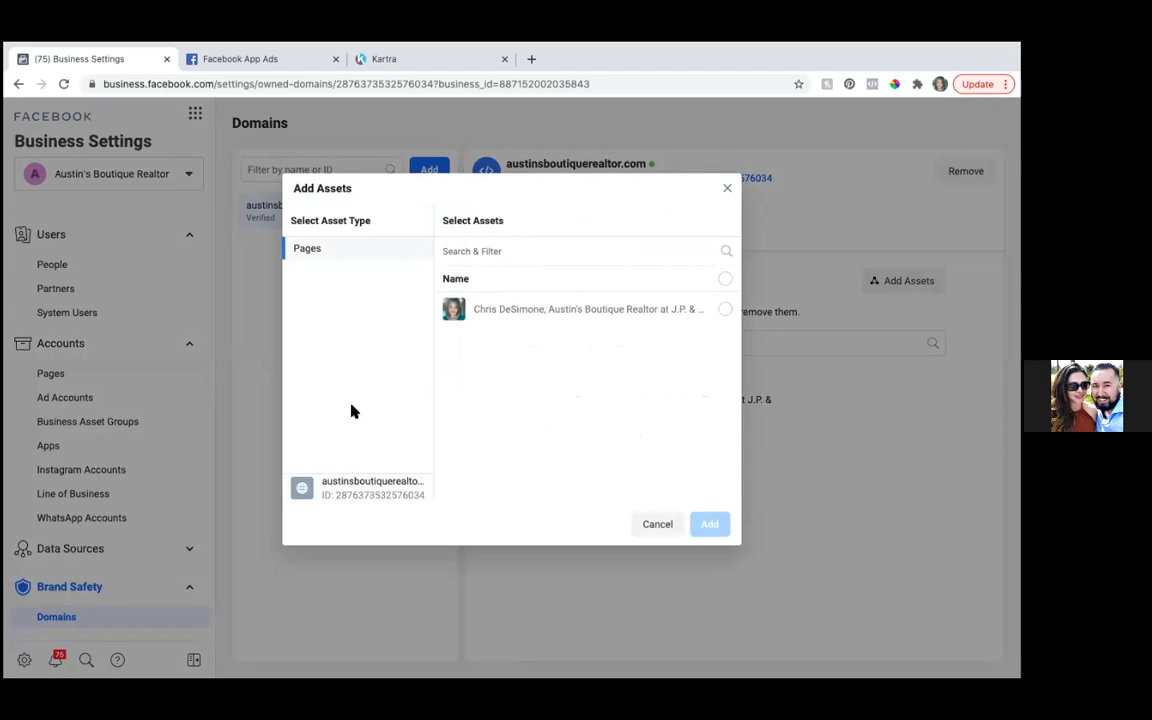 (75) Business Settings
Facebook App Ads
Kartra
business.facebook.com/settings/owned-domains/2876373532576034?business_id=887152002035843
Update
FACEBOOK
Business Settings
A
Austin's Boutique Realtor
Users
People
Partners
System Users
Accounts
Pages
Ad Accounts
Business Asset Groups
Apps
Instagram Accounts
Line of Business
WhatsApp Accounts
Data Sources
Brand Safety
Domains
75
Domains
Filter by name or ID
Add
austinsb
Verified
austinsboutiquerealtor.com
576034
Remove
Add Assets
remove them.
t J.P. &
Add Assets
Select Asset Type
Pages
austinsboutiquerealto...
ID: 2876373532576034
Select Assets
Search & Filter
Name
Chris DeSimone, Austin's Boutique Realtor at J.P. & ...
Cancel
Add